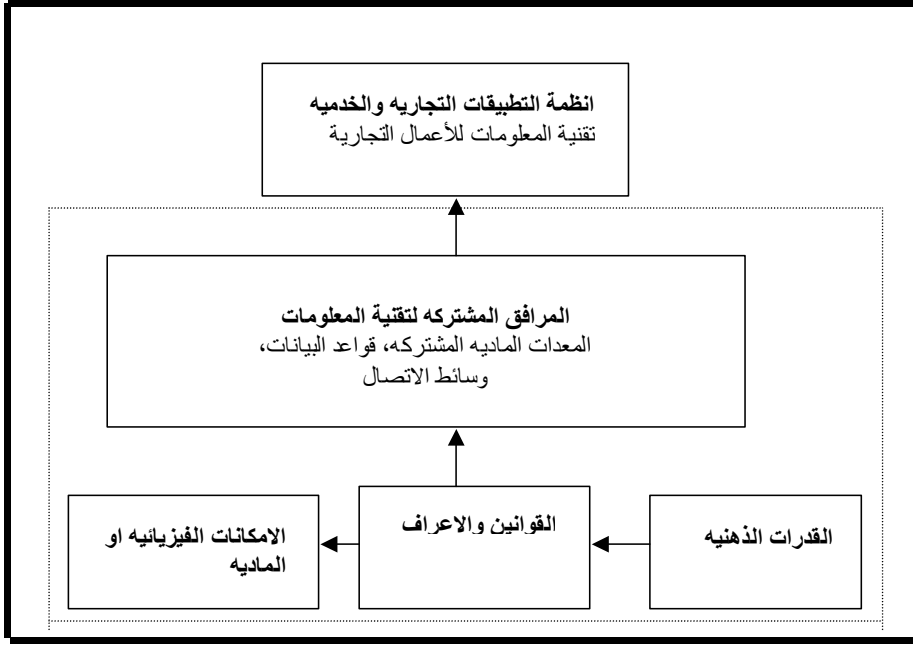 انظمة التطبيقات التجاريه والخدميه
تقنية المعلومات للأعمال التجارية
المرافق المشتركه لتقنية المعلومات
المعدات الماديه المشتركه، قواعد البيانات،
وسائط الاتصال
القدرات الذهنيه
القوانين والاعراف
الامكانات الفيزيائيه او
الماديه